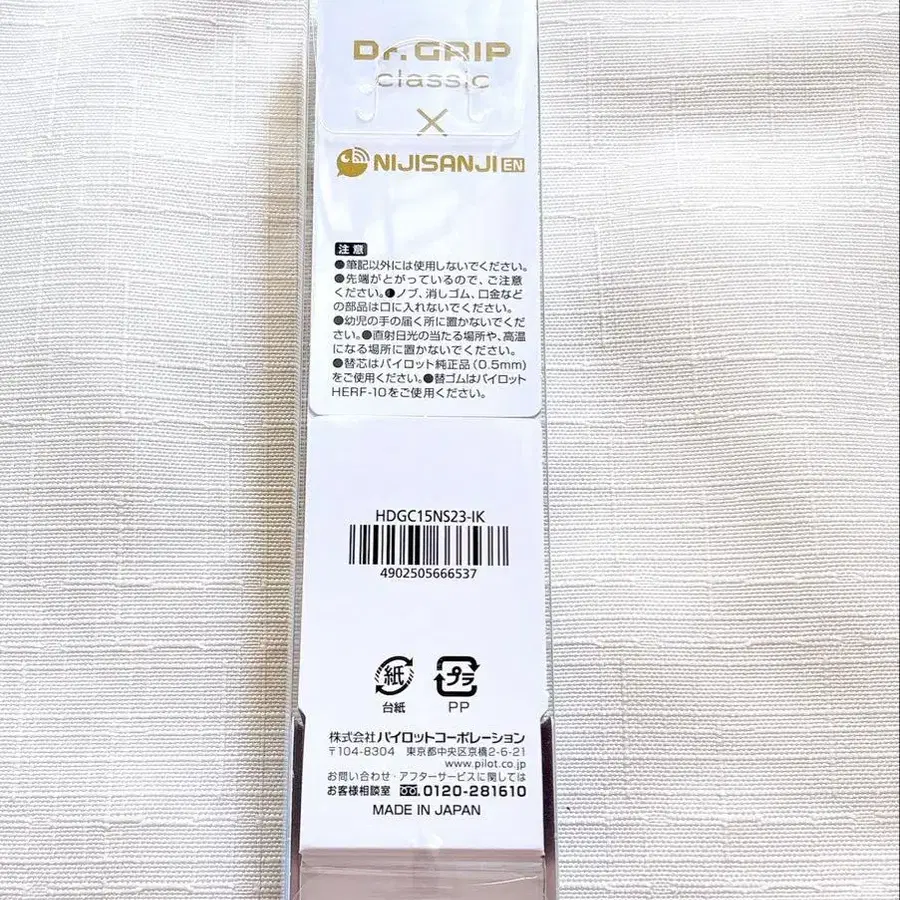 Dr.GRIP
classic
×
NIJISANJI EN
注意
●筆記以外には使用しないでください。
●先端がとがっているので、ご注意
ください。●ノブ、消しゴム、口金など
の部品は口に入れないでください。
●幼児の手の届く所に置かないでくだ
さい。●直射日光の当たる場所や、高温
になる場所に置かないでください。
●替芯はパイロット純正品(0.5mm)
をご使用ください。●替ゴムはパイロット
HERF-10をご使用ください。
HDGC15NS23-IK
4902505666537
紙 プラ
台紙 PP
株式会社パイロットコーポレーション
〒104-8304 東京都中央区京橋2-6-21
www.pilot.co.jp
お問い合わせ・アフターサービスに関しては
お客様相談室 0120-281610
MADE IN JAPAN